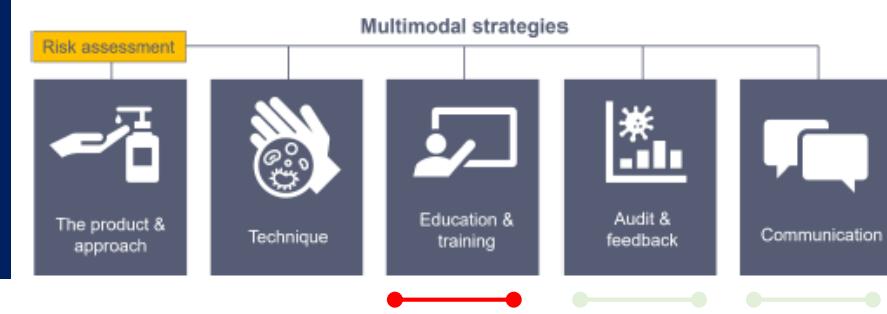 Multimodal strategies
Risk assessment
The product &
approach
Technique
Education &
training
Audit &
feedback
Communication